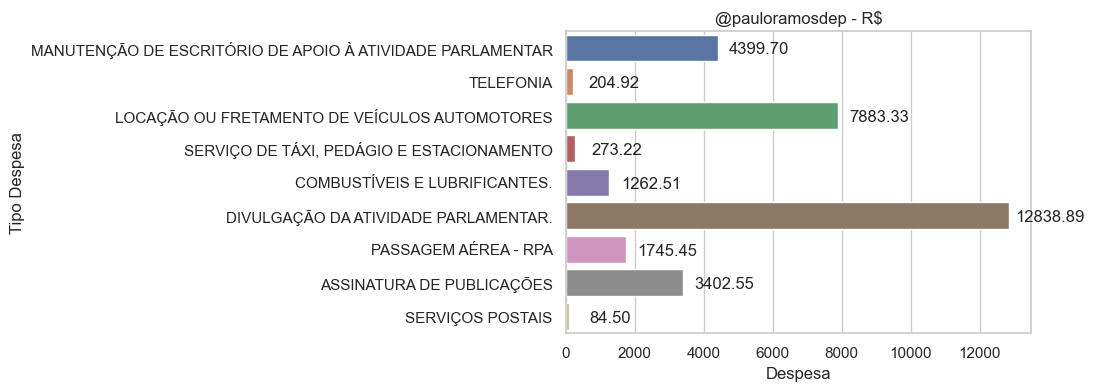 @pauloramosdep - R$
MANUTENÇÃO DE ESCRITÓRIO DE APOIO À ATIVIDADE PARLAMENTAR 4399.70
TELEFONIA 204.92
LOCAÇÃO OU FRETAMENTO DE VEÍCULOS AUTOMOTORES 7883.33
SERVIÇO DE TÁXI, PEDÁGIO E ESTACIONAMENTO 273.22
COMBUSTÍVEIS E LUBRIFICANTES. 1262.51
DIVULGAÇÃO DA ATIVIDADE PARLAMENTAR. 12838.89
PASSAGEM AÉREA - RPA 1745.45
ASSINATURA DE PUBLICAÇÕES 3402.55
SERVIÇOS POSTAIS 84.50
Tipo Despesa
0 2000 4000 6000 8000 10000 12000
Despesa